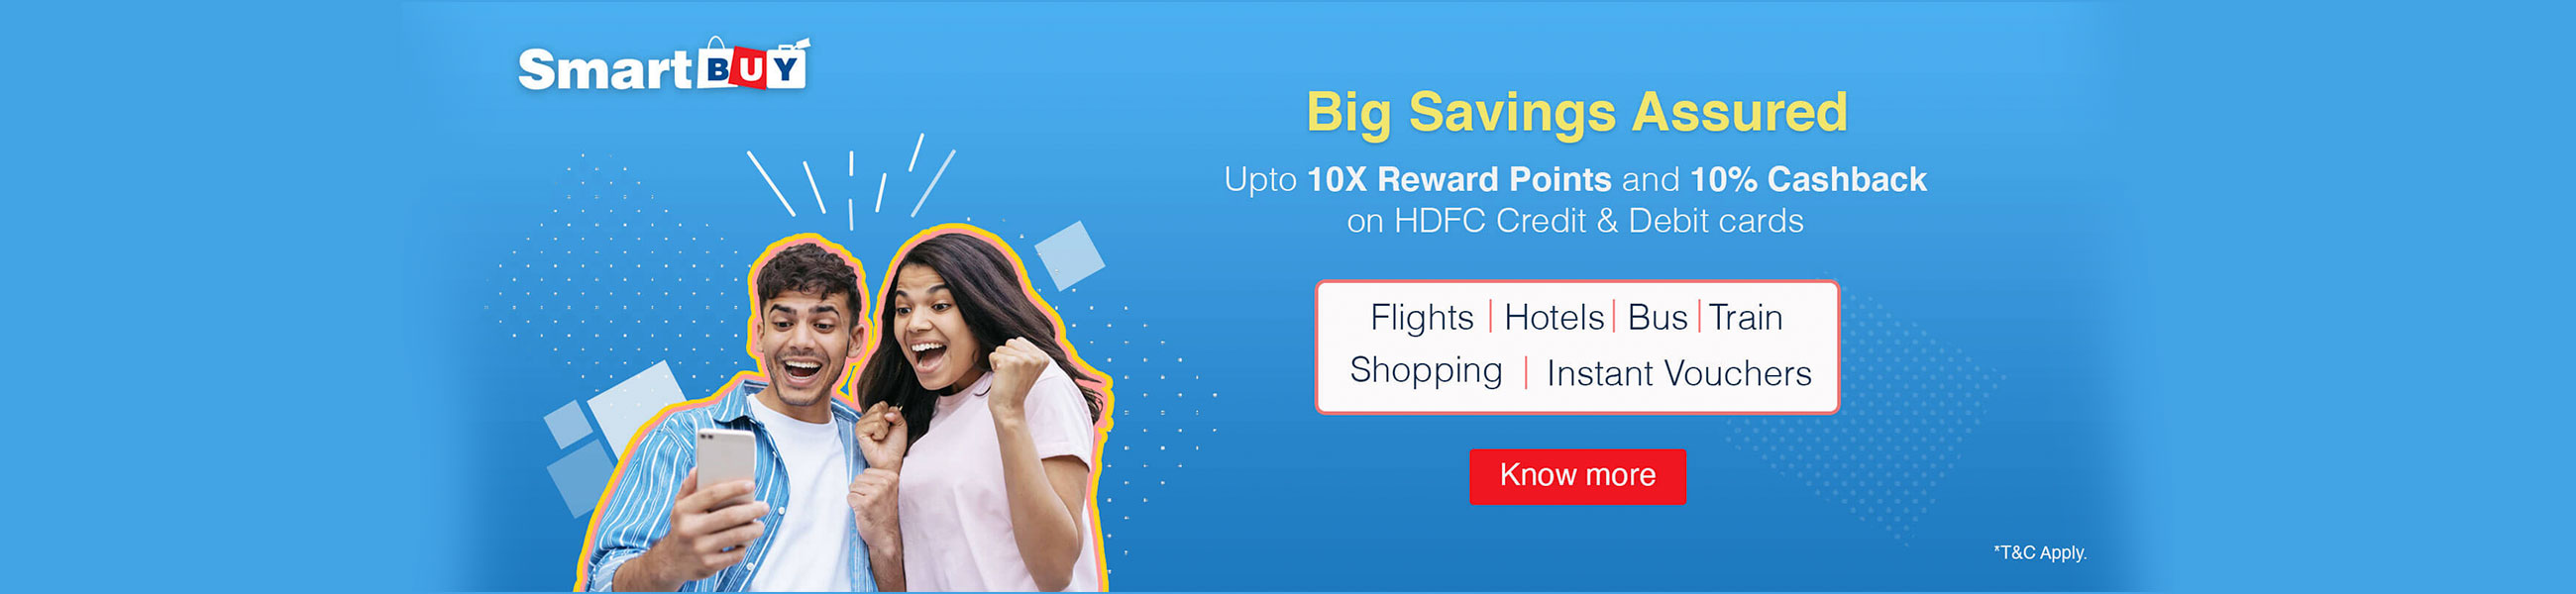 SmartBUY
Big Savings Assured
Upto 10X Reward Points and 10% Cashback
on HDFC Credit & Debit cards
Flights | Hotels | Bus | Train
Shopping | Instant Vouchers
Know more
*T&C Apply.